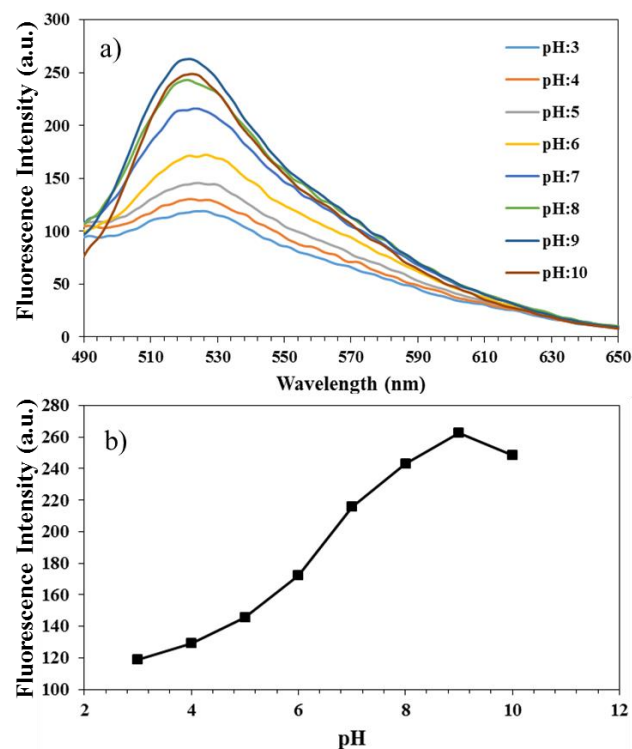 a)
300
250
200
150
100
50
0
Fluorescence Intensity (a.u.)
pH:3
pH:4
pH:5
pH:6
pH:7
pH:8
pH:9
pH:10
490 510 530 550 570 590 610 630 650
Wavelength (nm)
b)
280
260
240
220
200
180
160
140
120
100
Fluorescence Intensity (a.u.)
2 4 6 8 10 12
pH